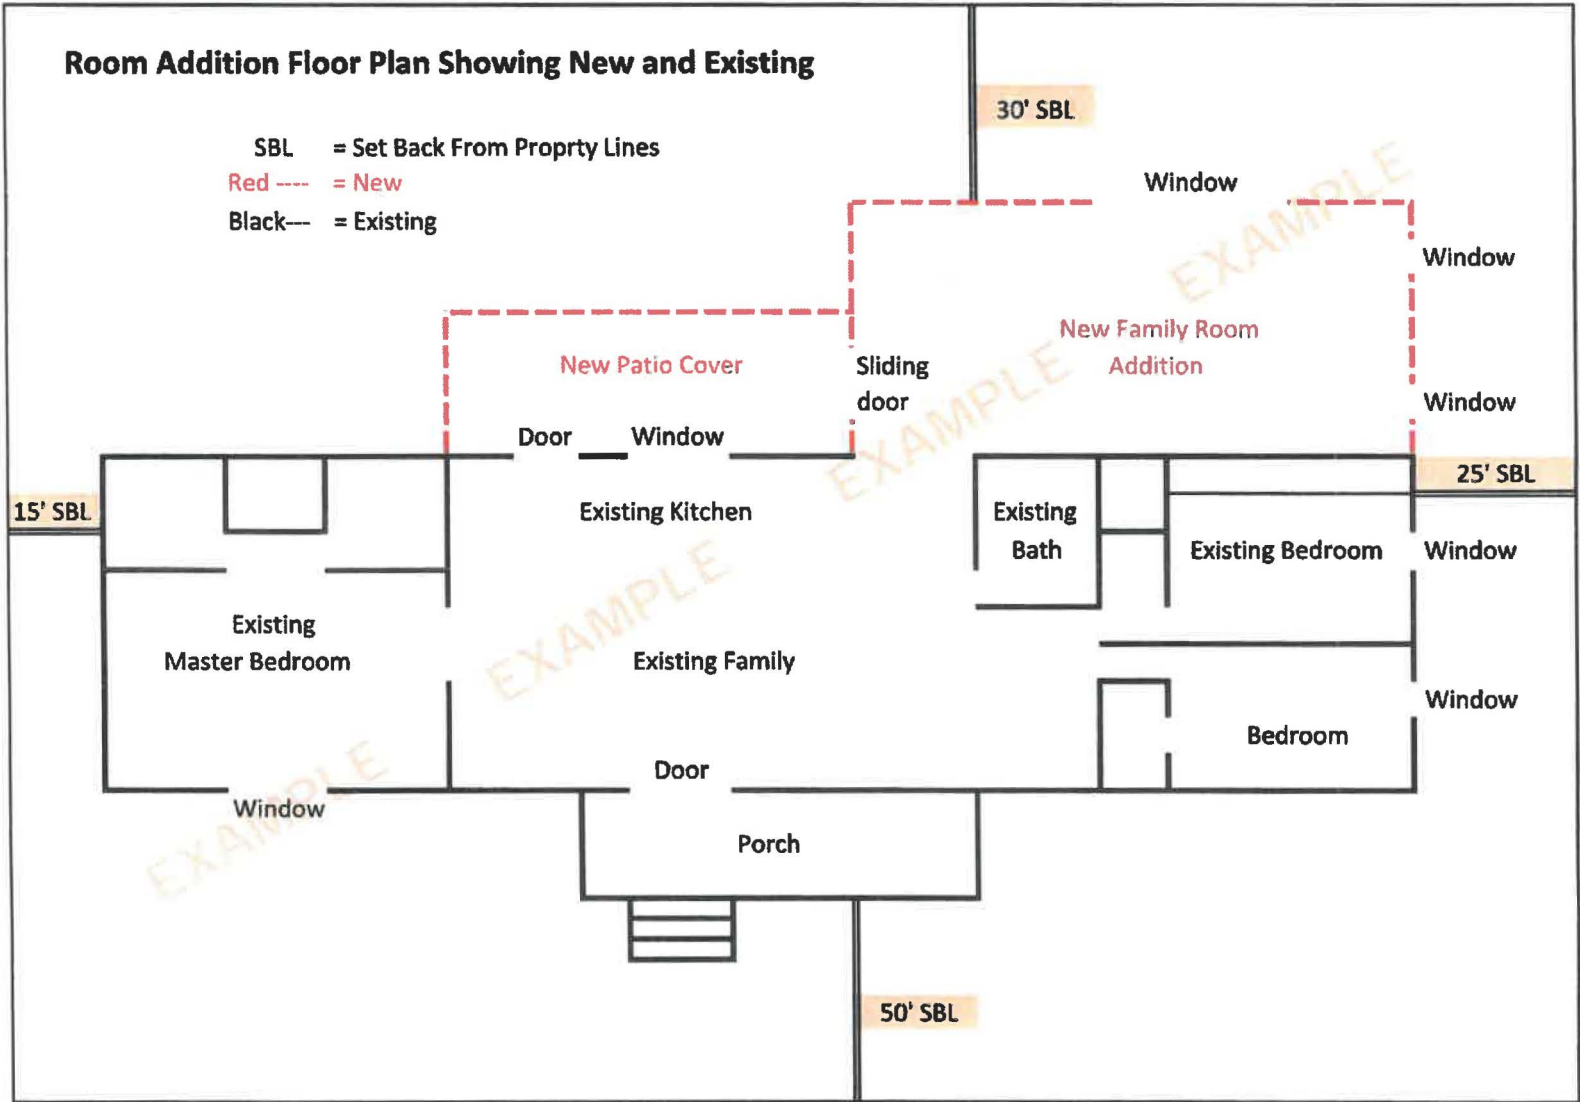 Room Addition Floor Plan Showing New and Existing
30' SBL
SBL = Set Back From Proprty Lines
Red ---- = New
Black--- = Existing
Window
EXAMPLE
Window
New Family Room
Addition
New Patio Cover
Sliding
door
Window
EXAMPLE
Door
Window
25' SBL
15' SBL
Existing Kitchen
Existing
Bath
Existing Bedroom
Window
EXAMPLE
Existing
Master Bedroom
Existing Family
Window
Bedroom
Door
EXAMPLE
Window
Porch
50' SBL